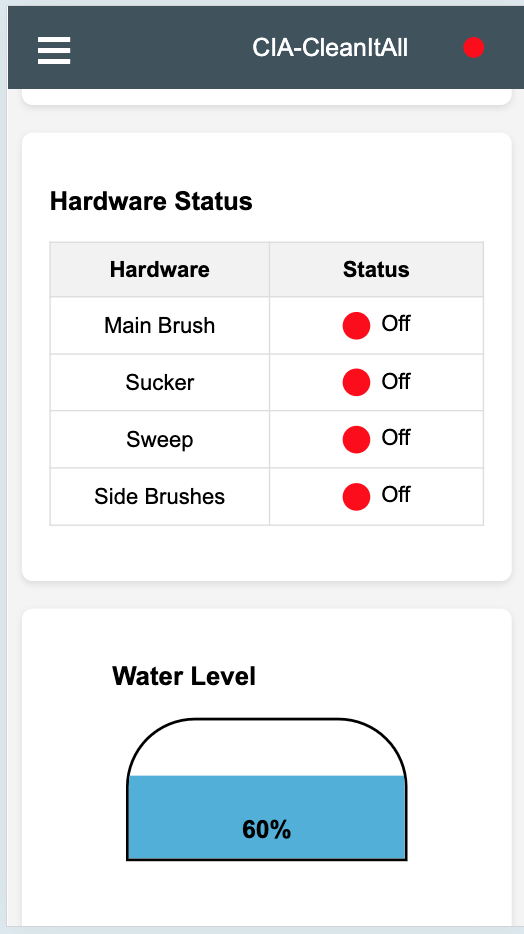 CIA-CleanItAll
Hardware Status
Hardware Status
Main Brush Off
Sucker Off
Sweep Off
Side Brushes Off
Water Level
60%